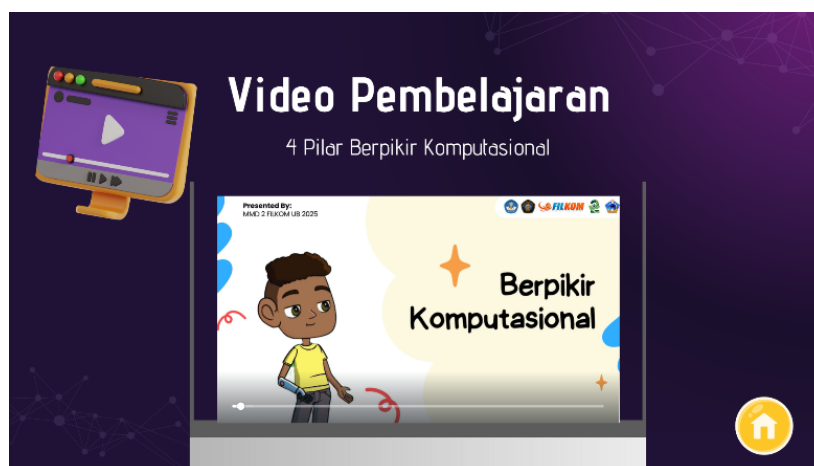 Video Pembelajaran
4 Pilar Berpikir Komputasional
Presented By:
MMD 2 FILKOM UB 2025
FILKOM
Berpikir
Komputasional